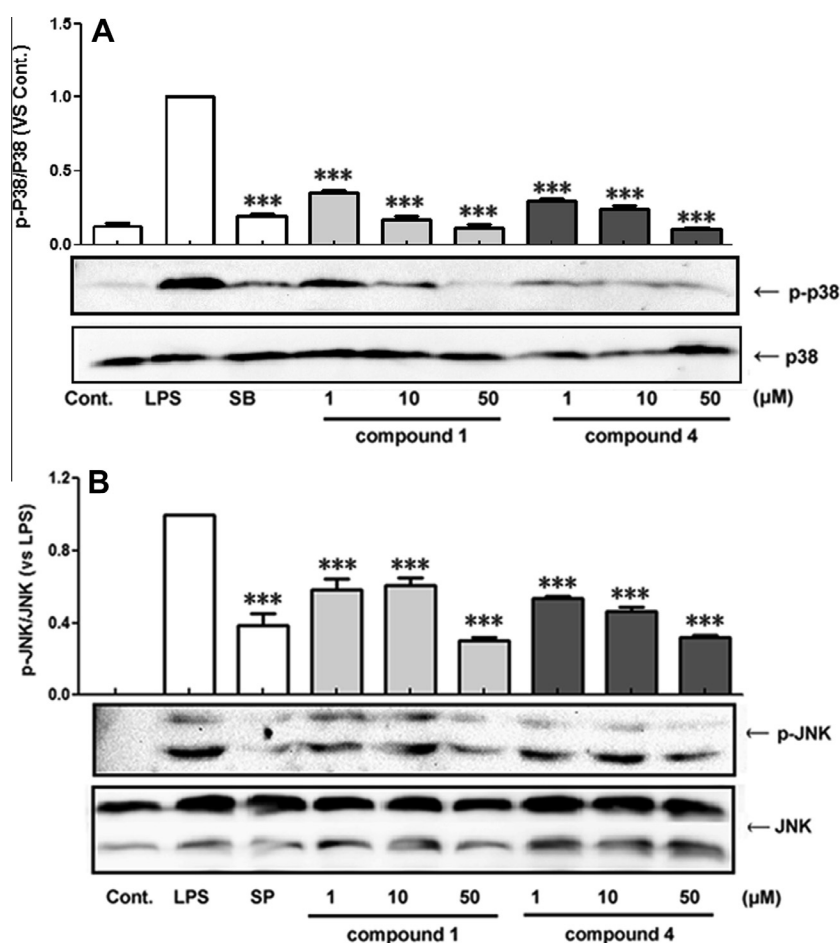 A
p-P38/P38 (VS Cont.)
1.5
1.0
0.5
0.0
*** *** *** *** *** *** ***
← p-p38
← p38
Cont. LPS SB 1 10 50 1 10 50 (µM)
compound 1 compound 4
B
p-JNK/JNK (vs LPS)
1.2
0.8
0.4
0.0
*** *** *** *** *** *** ***
← p-JNK
← JNK
Cont. LPS SP 1 10 50 1 10 50 (µM)
compound 1 compound 4